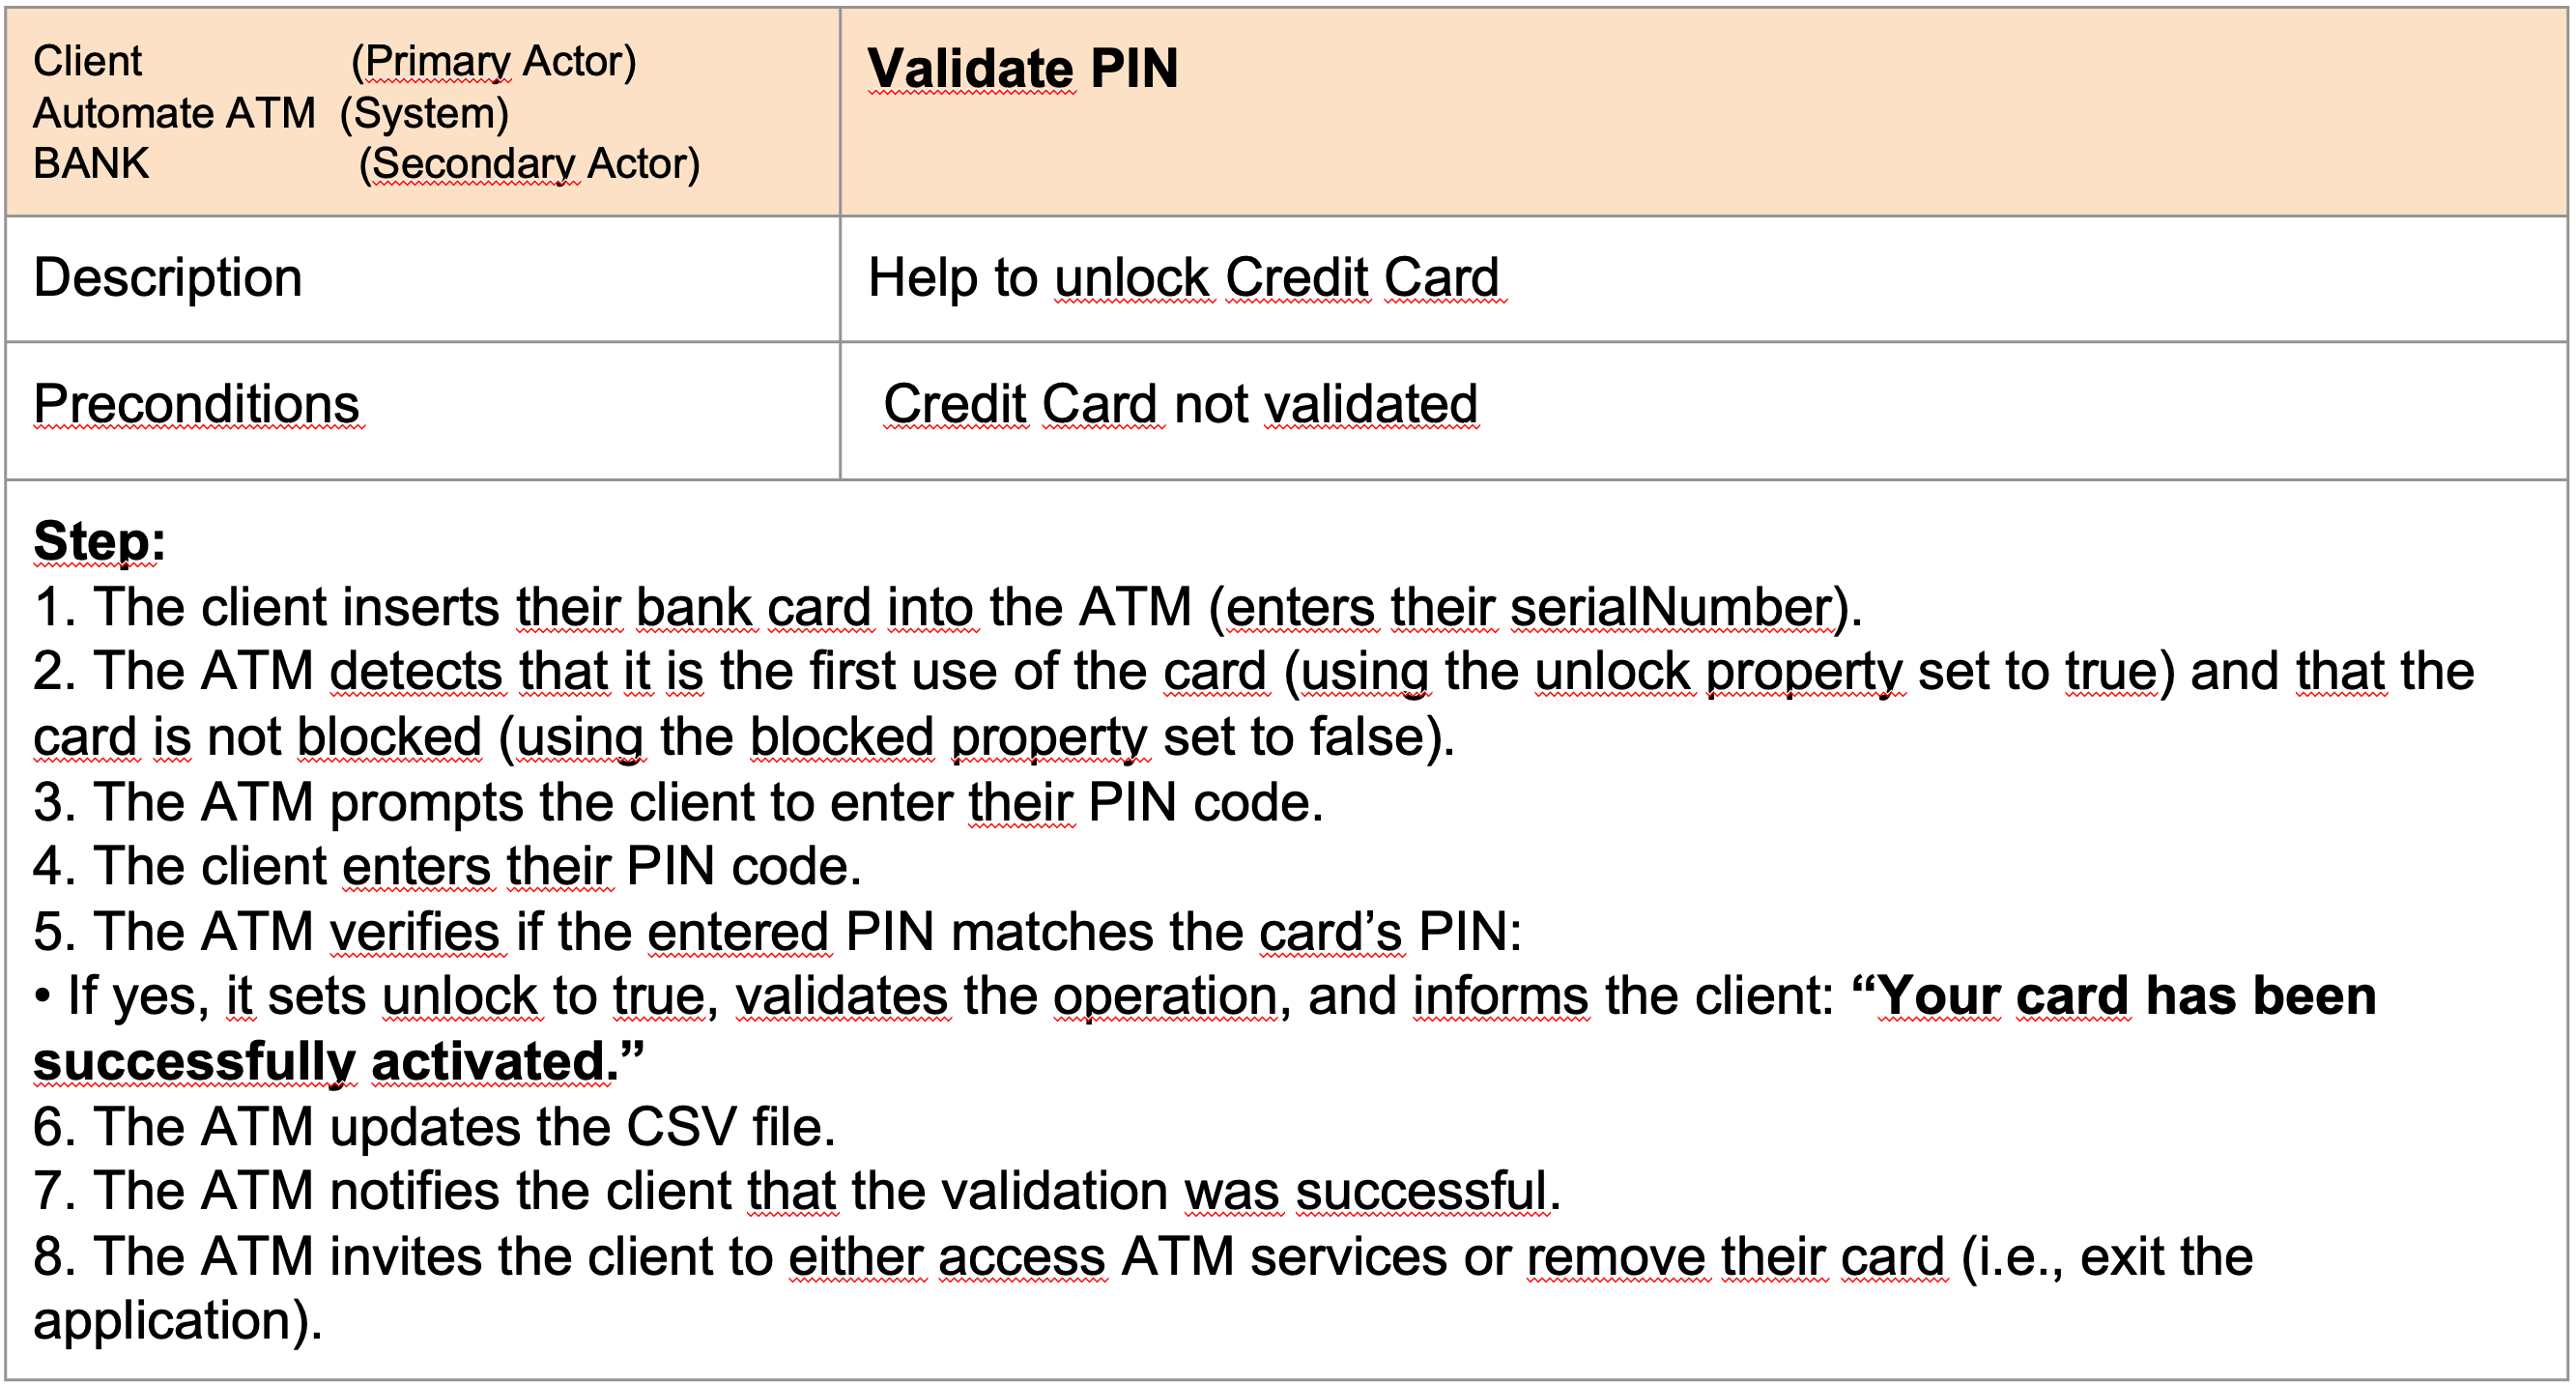 Client (Primary Actor)
Automate ATM (System)
BANK (Secondary Actor)
Validate PIN
Description
Help to unlock Credit Card
Preconditions
Credit Card not validated
Step:
1. The client inserts their bank card into the ATM (enters their serialNumber).
2. The ATM detects that it is the first use of the card (using the unlock property set to true) and that the
card is not blocked (using the blocked property set to false).
3. The ATM prompts the client to enter their PIN code.
4. The client enters their PIN code.
5. The ATM verifies if the entered PIN matches the card’s PIN:
• If yes, it sets unlock to true, validates the operation, and informs the client: “Your card has been
successfully activated.”
6. The ATM updates the CSV file.
7. The ATM notifies the client that the validation was successful.
8. The ATM invites the client to either access ATM services or remove their card (i.e., exit the
application).